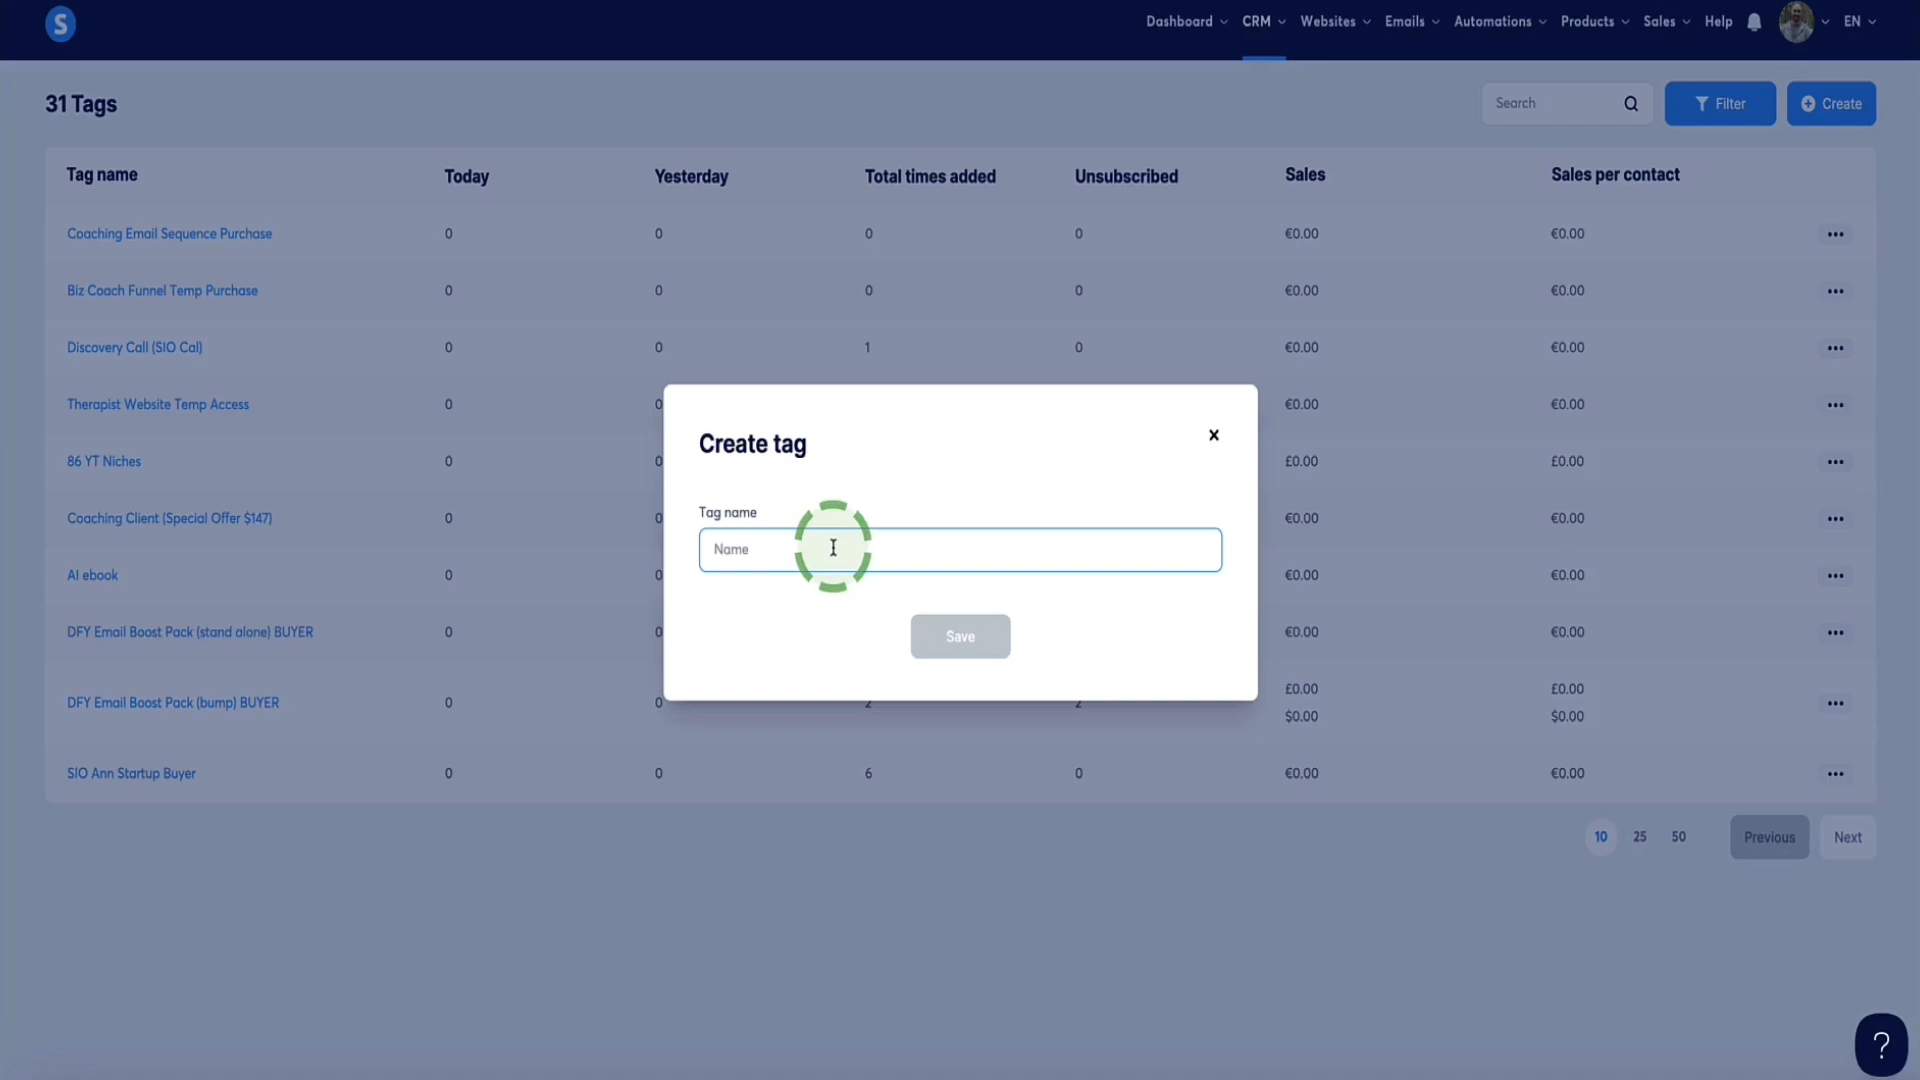 S
Dashboard CRM Websites Emails Automations Products Sales Help EN
31 Tags
Search Filter Create
Tag name Today Yesterday Total times added Unsubscribed Sales Sales per contact
Coaching Email Sequence Purchase 0 0 0 0 €0.00 €0.00
Biz Coach Funnel Temp Purchase 0 0 0 0 €0.00 €0.00
Discovery Call (SIO Cal) 0 0 1 0 €0.00 €0.00
Therapist Website Temp Access 0 0 €0.00 €0.00
86 YT Niches 0 0 £0.00 £0.00
Coaching Client (Special Offer $147) 0 0 €0.00 €0.00
AI ebook 0 0 €0.00 €0.00
DFY Email Boost Pack (stand alone) BUYER 0 0 €0.00 €0.00
DFY Email Boost Pack (bump) BUYER 0 0 2 2 £0.00 £0.00
$0.00 $0.00
SIO Ann Startup Buyer 0 0 6 0 €0.00 €0.00
Create tag
x
Tag name
Name
Save
10 25 50 Previous Next
?